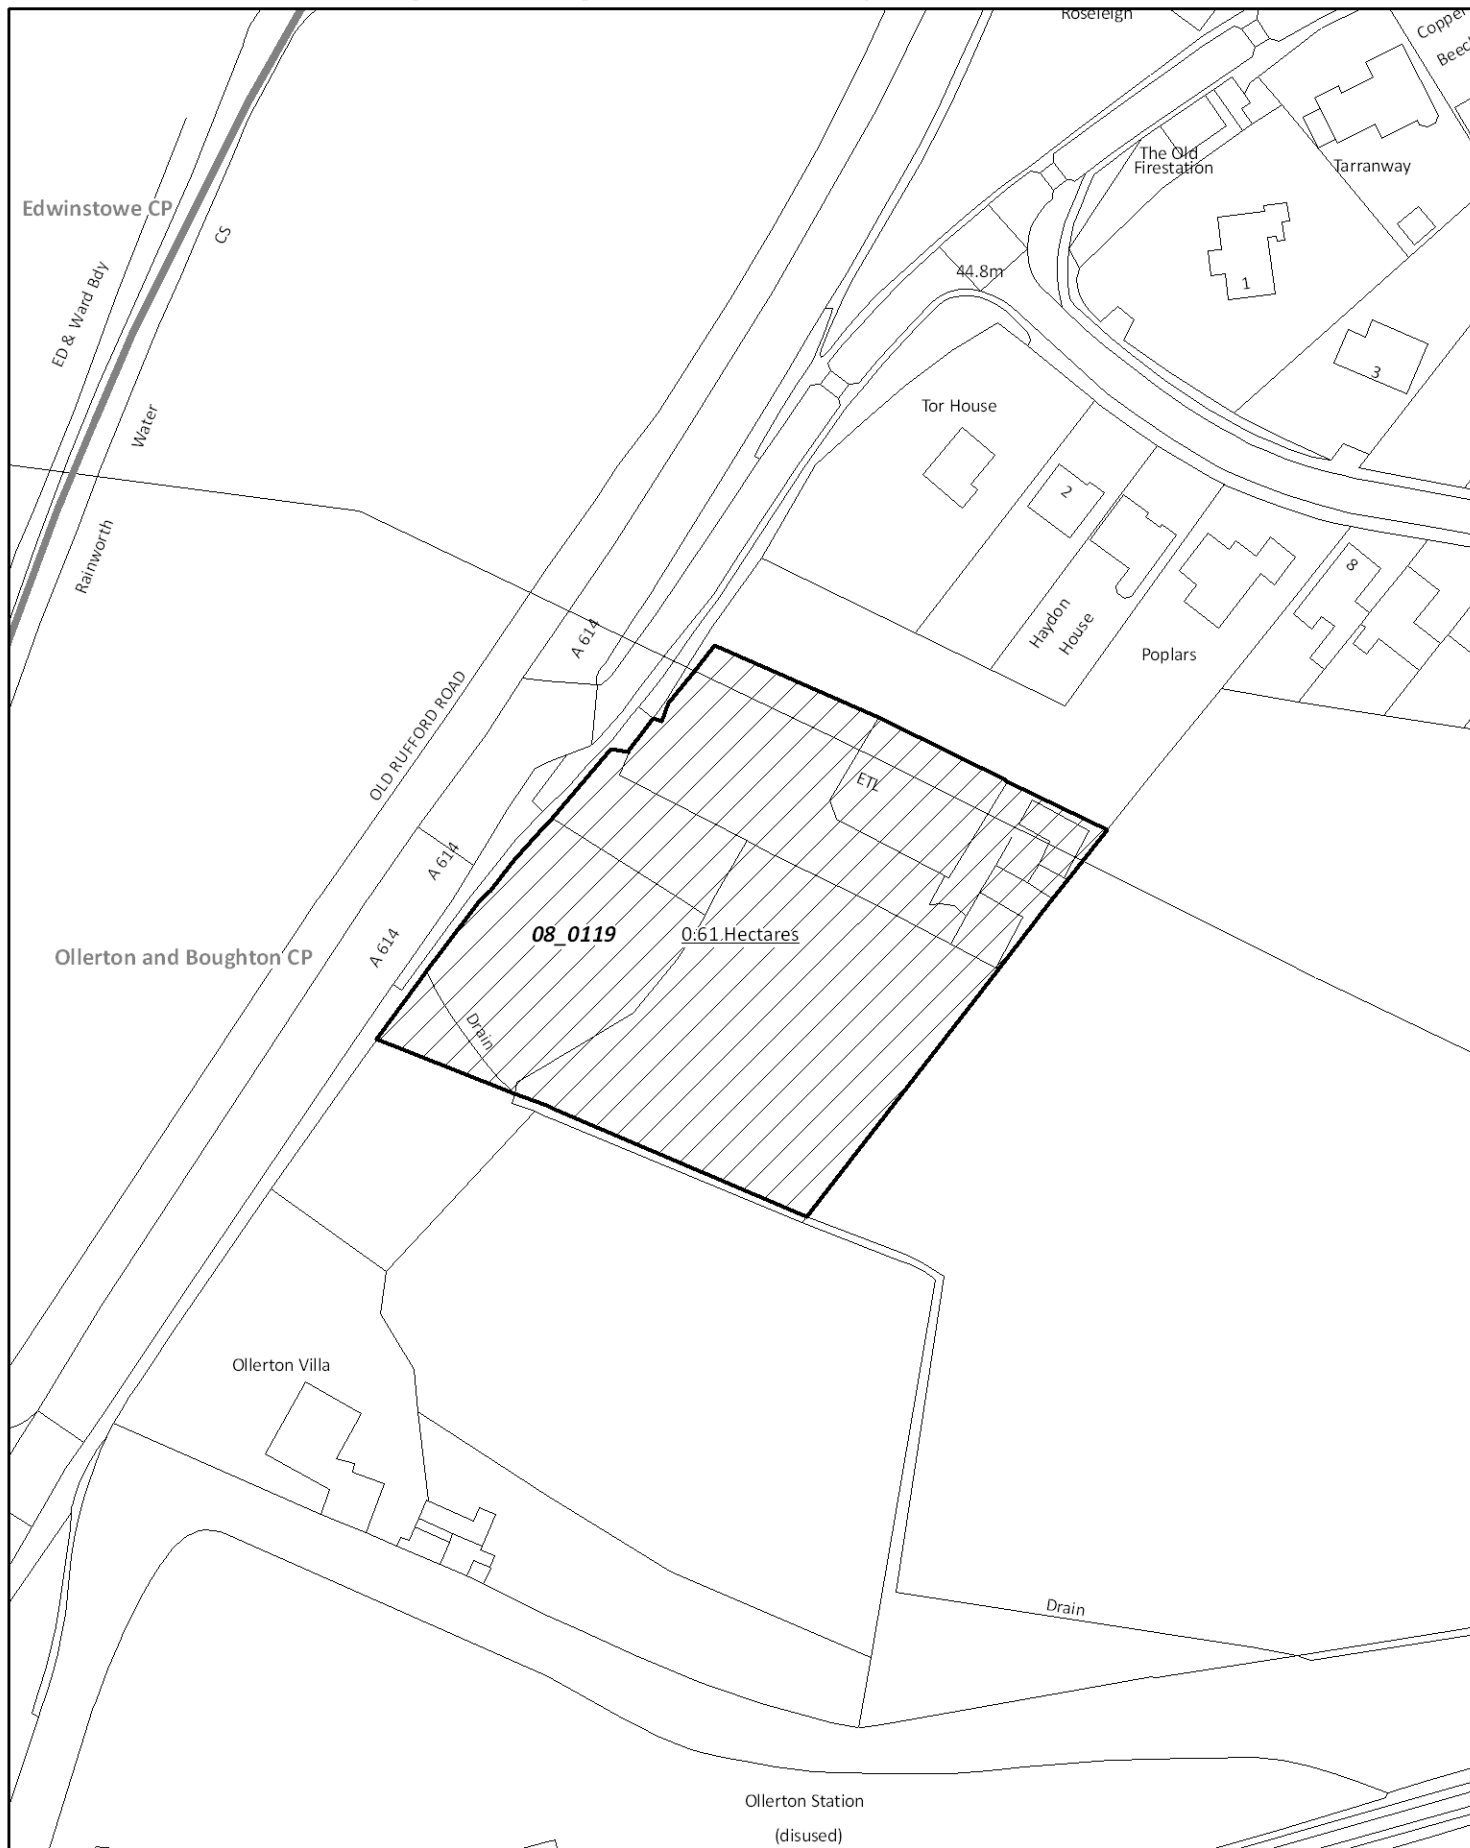 Roseleigh
Copper
Beech
The Old
Firestation
Tarranway
Edwinstowe CP
CS
44.8m
1
ED & Ward Bdy
3
Tor House
Water
2
8
Rainworth
Haydon
House
A 614
Poplars
OLD RUFFORD ROAD
ETL
A 614
08_0119
0.61 Hectares
A 614
Ollerton and Boughton CP
Drain
Ollerton Villa
Drain
Ollerton Station
(disused)